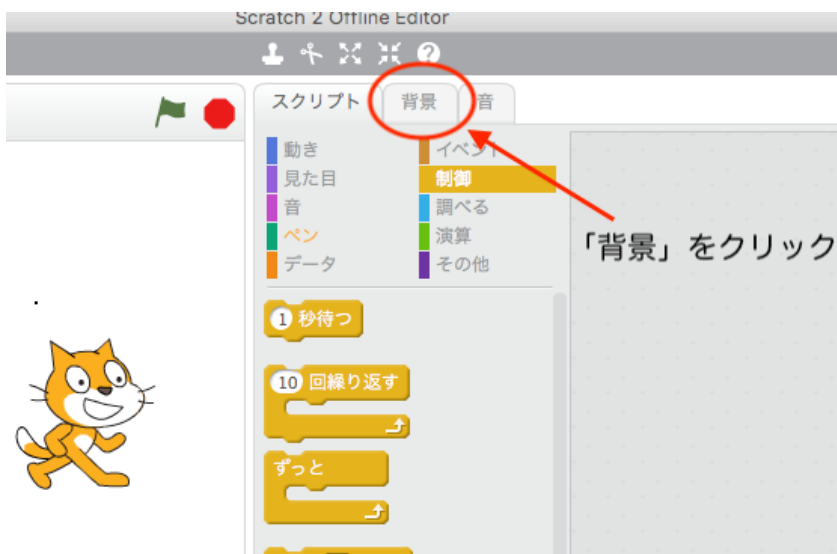 Scratch 2 Offline Editor
スクリプト 背景 音
動き イベント
見た目 制御
音 調べる
ペン 演算
データ その他
「背景」をクリック
1 秒待つ
10 回繰り返す
ずっと